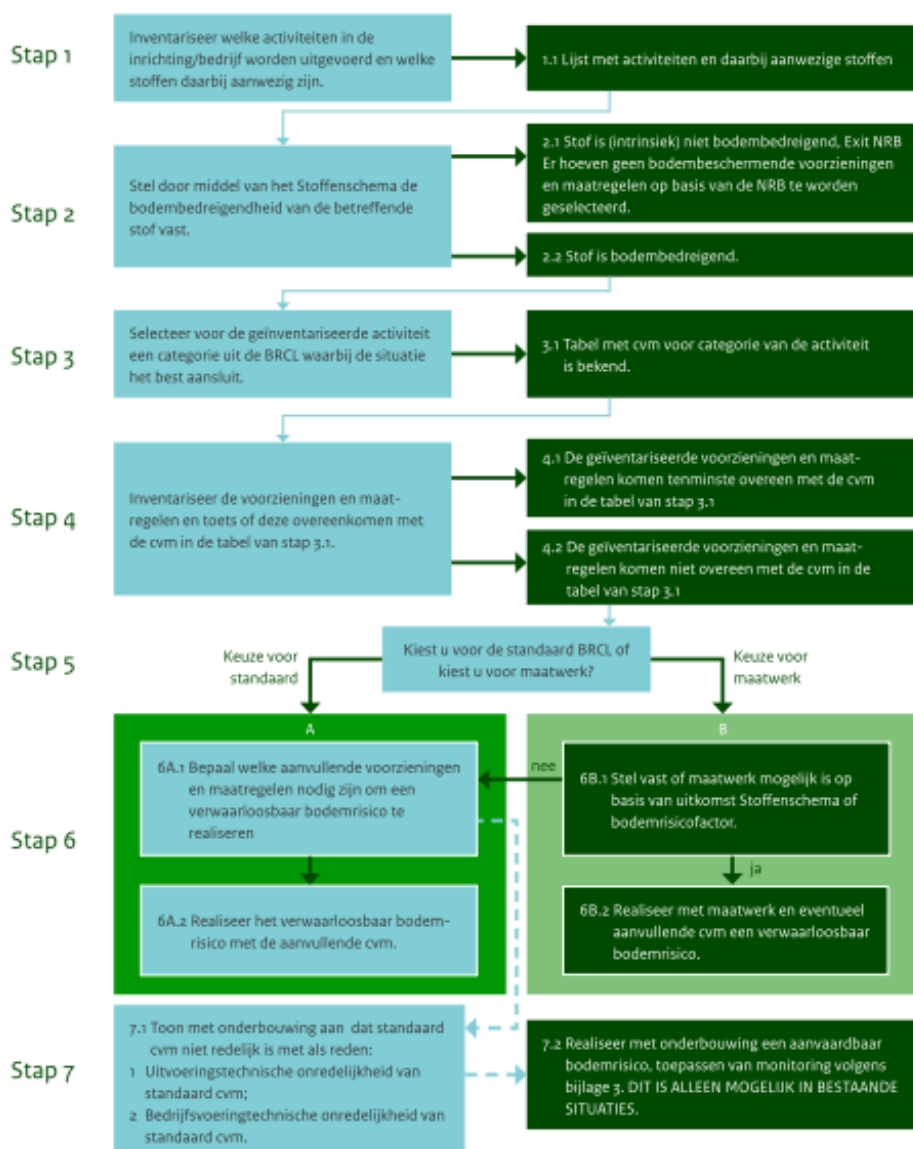 Stap 1
Inventariseer welke activiteiten in de
inrichting/bedrijf worden uitgevoerd en welke
stoffen daarbij aanwezig zijn.
1.1 Lijst met activiteiten en daarbij aanwezige stoffen
Stap 2
Stel door middel van het Stoffenschema de
bodembedreigendheid van de betreffende
stof vast.
2.1 Stof is (intrinsiek) niet bodembedreigend, Exit NRB
Er hoeven geen bodembeschermende voorzieningen
en maatregelen op basis van de NRB te worden
geselecteerd.
2.2 Stof is bodembedreigend.
Stap 3
Selecteer voor de geïnventariseerde activiteit
een categorie uit de BRCL waarbij de situatie
het best aansluit.
3.1 Tabel met cvm voor categorie van de activiteit
is bekend.
Stap 4
Inventariseer de voorzieningen en maat-
regelen en toets of deze overeenkomen met
de cvm in de tabel van stap 3.1.
4.1 De geïventariseerde voorzieningen en maat-
regelen komen tenminste overeen met de cvm
in de tabel van stap 3.1
4.2 De geïventariseerde voorzieningen en maat-
regelen komen niet overeen met de cvm in de
tabel van stap 3.1
Stap 5
Keuze voor
standaard
Kiest u voor de standaard BRCL of
kiest u voor maatwerk?
Keuze voor
maatwerk
Stap 6
A
6A.1 Bepaal welke aanvullende voorzieningen
en maatregelen nodig zijn om een
verwaarloosbaar bodemrisico te
realiseren
6A.2 Realiseer het verwaarloosbaar bodem-
risico met de aanvullende cvm.
B
nee
6B.1 Stel vast of maatwerk mogelijk is op
basis van uitkomst Stoffenschema of
bodemrisicofactor.
ja
6B.2 Realiseer met maatwerk en eventueel
aanvullende cvm een verwaarloosbaar
bodemrisico.
Stap 7
7.1 Toon met onderbouwing aan dat standaard
cvm niet redelijk is met als reden:
1 Uitvoeringstechnische onredelijkheid van
standaard cvm;
2 Bedrijfsvoeringtechnische onredelijkheid van
standaard cvm.
7.2 Realiseer met onderbouwing een aanvaardbaar
bodemrisico, toepassen van monitoring volgens
bijlage 3. DIT IS ALLEEN MOGELIJK IN BESTAANDE
SITUATIES.